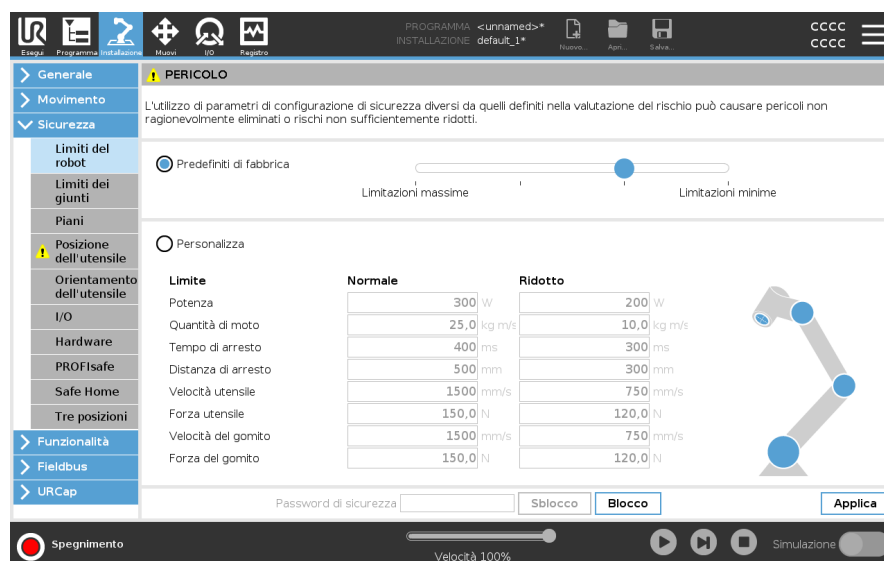 PROGRAMMA <unnamed>*
INSTALLAZIONE default_1*
Esegui Programma Installazione Muovi I/O Registro Nuovo... Apri... Salva...
cccc
cccc
Generale
Movimento
Sicurezza
Limiti del
robot
Limiti dei
giunti
Piani
Posizione
dell'utensile
Orientamento
dell'utensile
I/O
Hardware
PROFIsafe
Safe Home
Tre posizioni
Funzionalità
Fieldbus
URCap
PERICOLO
L'utilizzo di parametri di configurazione di sicurezza diversi da quelli definiti nella valutazione del rischio può causare pericoli non
ragionevolmente eliminati o rischi non sufficientemente ridotti.
Predefiniti di fabbrica
Limitazioni massime Limitazioni minime
Personalizza
Limite Normale Ridotto
Potenza 300 W 200 W
Quantità di moto 25,0 kg m/s 10,0 kg m/s
Tempo di arresto 400 ms 300 ms
Distanza di arresto 500 mm 300 mm
Velocità utensile 1500 mm/s 750 mm/s
Forza utensile 150,0 N 120,0 N
Velocità del gomito 1500 mm/s 750 mm/s
Forza del gomito 150,0 N 120,0 N
Password di sicurezza Sblocco Blocco Applica
Spegnimento Velocità 100% Simulazione